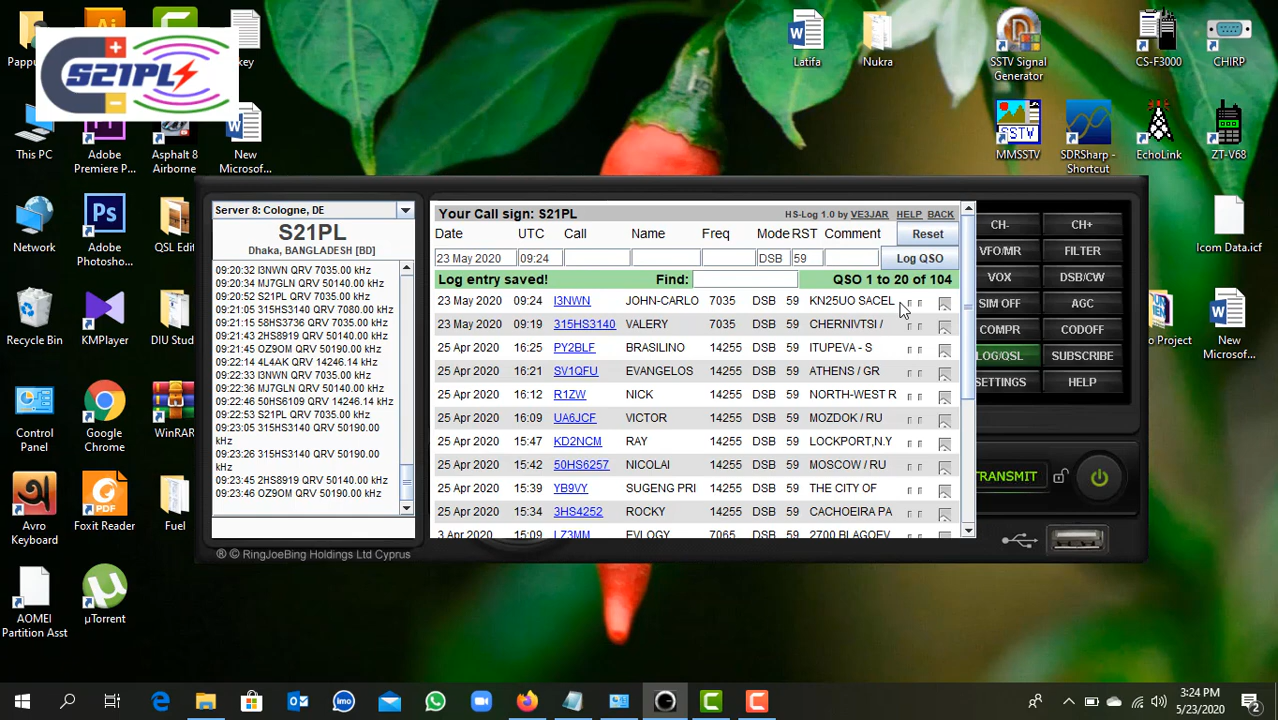 Latifa
Nukra
SSTV Signal
Generator
CS-F3000
CHIRP
S21PL
This PC
Adobe
Premiere P...
Asphalt 8
Airborne
New
Microsof...
MMSSTV
SDRSharp -
Shortcut
EchoLink
ZT-V68
Network
Adobe
Photosh...
QSL Edit
Icom Data.icf
Recycle Bin
KMPlayer
DIU Stud
o Project
New
Microsof...
Control
Panel
Google
Chrome
WinRAR
Avro
Keyboard
Foxit Reader
Fuel
AOMEI
Partition Asst
µTorrent
Server 8: Cologne, DE
S21PL
Dhaka, BANGLADESH [BD]
09:20:32 I3NWN QRV 7035.00 kHz
09:20:34 MJ7GLN QRV 50140.00 kHz
09:20:52 S21PL QRV 7035.00 kHz
09:21:05 315HS3140 QRV 7080.00 kHz
09:21:15 58HS3736 QRV 7035.00 kHz
09:21:43 2HS8919 QRV 50140.00 kHz
09:22:09 OZ9OM QRV 50190.00 kHz
09:22:14 4L4AK QRV 14246.14 kHz
09:22:33 I3NWN QRV 7035.00 kHz
09:22:36 MJ7GLN QRV 50140.00 kHz
09:22:46 50HS6109 QRV 14246.14 kHz
09:22:53 S21PL QRV 7035.00 kHz
09:23:05 315HS3140 QRV 50190.00
kHz
09:23:26 315HS3140 QRV 50190.00
kHz
09:23:45 2HS8919 QRV 50140.00 kHz
09:23:46 OZ9OM QRV 50190.00 kHz
Your Call sign: S21PL HS-Log 1.0 by VE3JAR HELP BACK
Date UTC Call Name Freq Mode RST Comment Reset
23 May 2020 09:24 DSB 59 Log QSO
Log entry saved! Find: QSO 1 to 20 of 104
23 May 2020 09:24 I3NWN JOHN-CARLO 7035 DSB 59 KN25UO SACEL
23 May 2020 09:19 315HS3140 VALERY 7035 DSB 59 CHERNIVTSI /
25 Apr 2020 15:25 PY2BLF BRASILINO 14255 DSB 59 ITUPEVA - S
25 Apr 2020 16:21 SV1QFU EVANGELOS 14255 DSB 59 ATHENS / GR
25 Apr 2020 16:12 R1ZW NICK 14255 DSB 59 NORTH-WEST R
25 Apr 2020 16:05 UA6JCF VICTOR 14255 DSB 59 MOZDOK / RU
25 Apr 2020 15:47 KD2NCM RAY 14255 DSB 59 LOCKPORT,N.Y
25 Apr 2020 15:42 50HS6257 NICOLAI 14255 DSB 59 MOSCOW / RU
25 Apr 2020 15:39 YB9VY SUGENG PRI 14255 DSB 59 THE CITY OF
25 Apr 2020 15:34 3HS4252 ROCKY 14255 DSB 59 CACHOEIRA PA
3 Apr 2020 15:09 LZ3MM EVLOGY 7065 DSB 59 2700 BLAGOEV
CH- CH+
VFO/MR FILTER
VOX DSB/CW
SIM OFF AGC
COMPR CODOFF
LOG/QSL SUBSCRIBE
SETTINGS HELP
TRANSMIT
® © RingJoeBing Holdings Ltd Cyprus
3:24 PM
5/23/2020
2